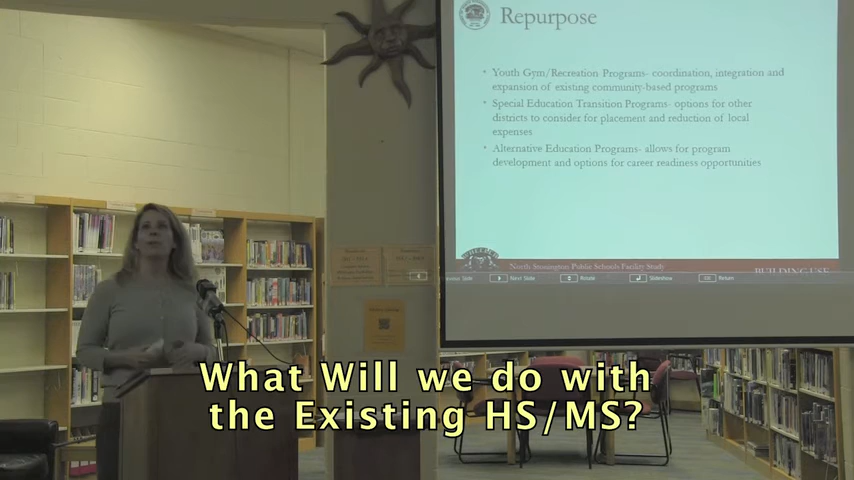 Repurpose
• Youth Gym/Recreation Programs- coordination, integration and
expansion of existing community-based programs
• Special Education Transition Programs- options for other
districts to consider for placement and reduction of local
expenses
• Alternative Education Programs- allows for program
development and options for career readiness opportunities
North Stonington Public Schools Facility Study
BUILDING USE
Next Slide
Slideshow
Return
What Will we do with
the Existing HS/MS?